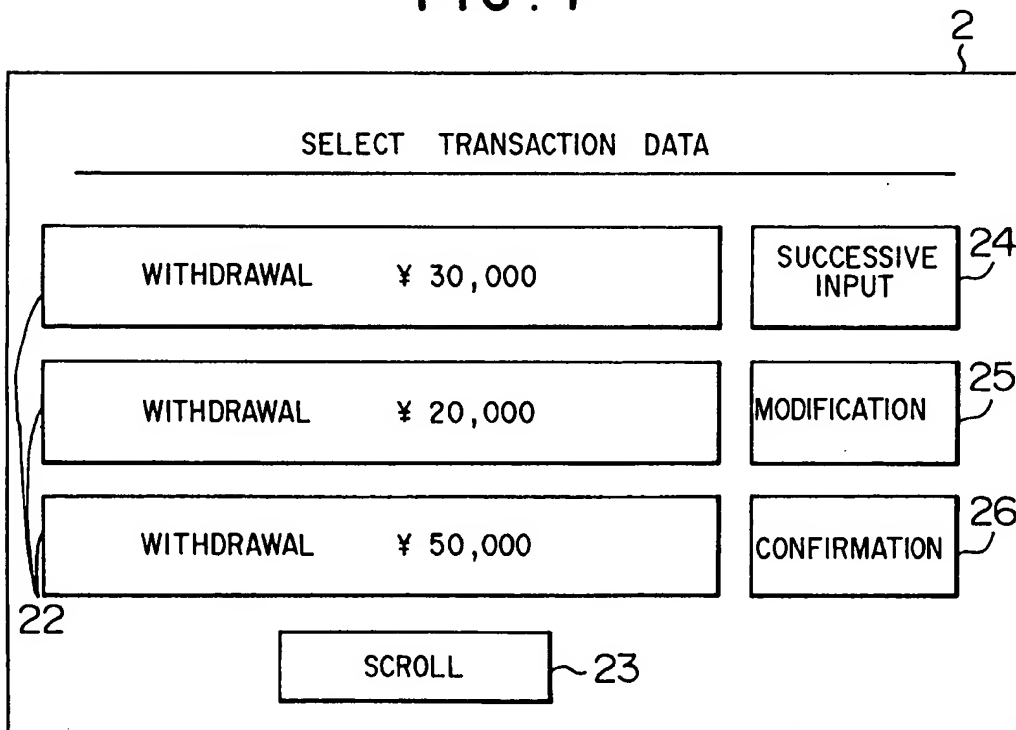 2
SELECT TRANSACTION DATA
WITHDRAWAL ¥ 30,000
SUCCESSIVE
INPUT
24
WITHDRAWAL ¥ 20,000
MODIFICATION
25
WITHDRAWAL ¥ 50,000
CONFIRMATION
26
22
SCROLL
23